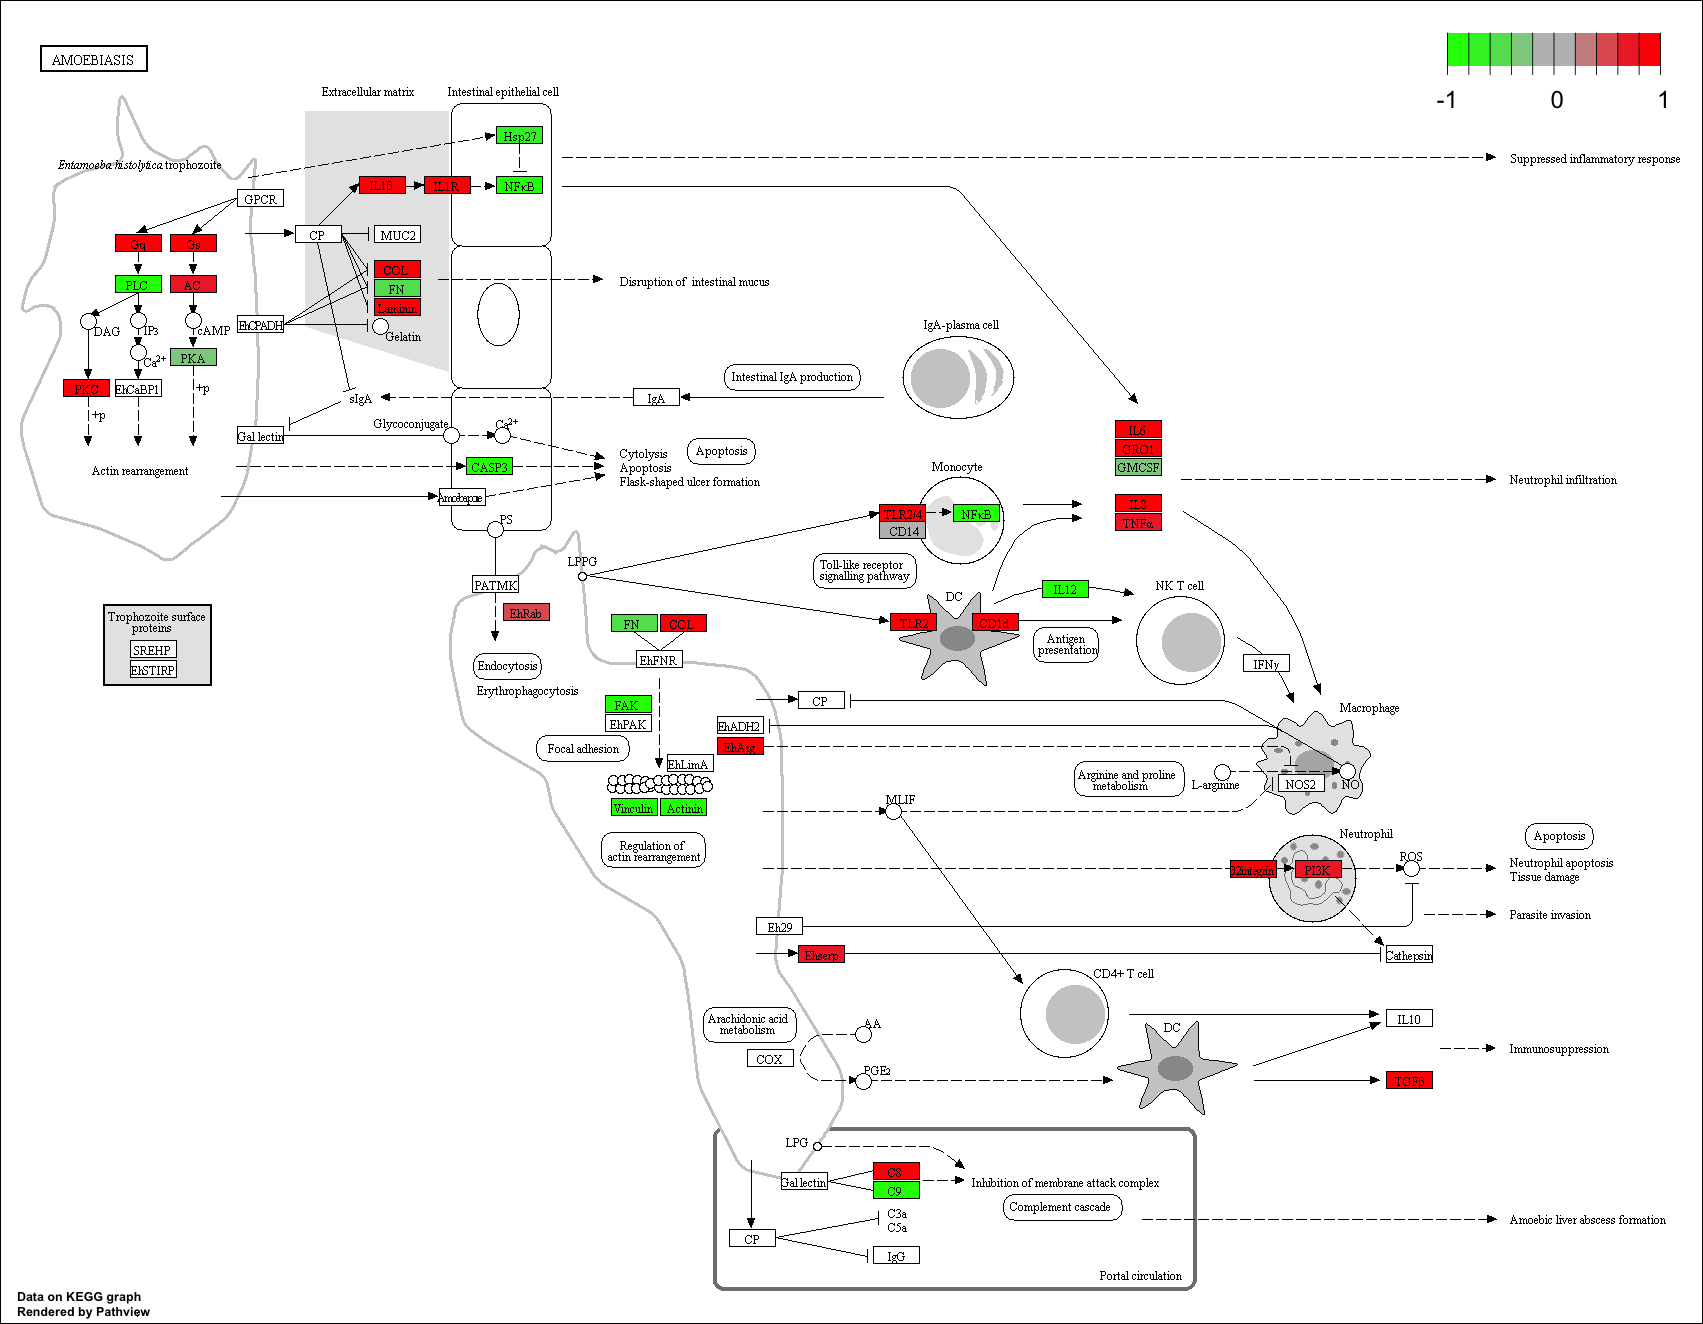 AMOEBIASIS
-1 0 1
Extracellular matrix
Intestinal epithelial cell
Hsp27
Entamoeba histolytica trophozoite
Suppressed inflammatory response
IL1β
IL1R
NFκB
GPCR
CP
MUC2
Gq
Gs
COL
FN
Laminin
Gelatin
Disruption of intestinal mucus
PLC
AC
DAG
IP3
cAMP
EhCPADH
Ca2+
PKA
PKC
EhCaBP1
+p
+p
Actin rearrangement
IgA-plasma cell
Intestinal IgA production
sIgA
IgA
Gal lectin
Glycoconjugate
Ca2+
CASP3
Amoebapore
Cytolysis
Apoptosis
Flask-shaped ulcer formation
Apoptosis
PS
IL6
GRO1
GMCSF
IL8
TNFα
Neutrophil infiltration
Monocyte
TLR2/4
CD14
NFκB
Toll-like receptor
signalling pathway
LPPG
PATMK
EhRab
Endocytosis
Erythrophagocytosis
Trophozoite surface
proteins
SREHP
EhSTIRP
DC
TLR2
CD1d
IL12
Antigen
presentation
NK T cell
IFNγ
FN
COL
EhFNR
FAK
EhPAK
Focal adhesion
EhLimA
Vinculin
Actinin
Regulation of
actin rearrangement
CP
EhADH2
EhArg
Macrophage
Arginine and proline
metabolism
L-arginine
NOS2
NO
MLIF
Neutrophil
β2integrin
PI3K
ROS
Apoptosis
Neutrophil apoptosis
Tissue damage
Parasite invasion
Eh29
Ehserp
Cathepsin
CD4+ T cell
Arachidonic acid
metabolism
COX
AA
PGE2
DC
IL10
Immunosuppression
TGFβ
LPG
Gal lectin
C8
C9
Inhibition of membrane attack complex
Complement cascade
C3a
C5a
CP
IgG
Amoebic liver abscess formation
Portal circulation
Data on KEGG graph
Rendered by Pathview